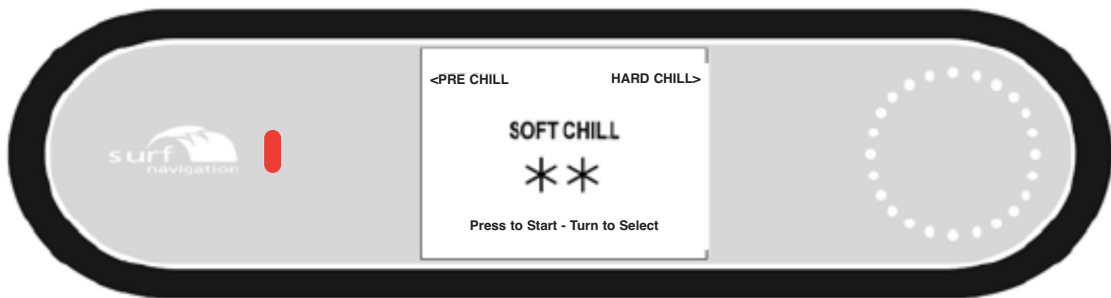 surf
navigation
<PRE CHILL HARD CHILL>
SOFT CHILL
**
Press to Start - Turn to Select